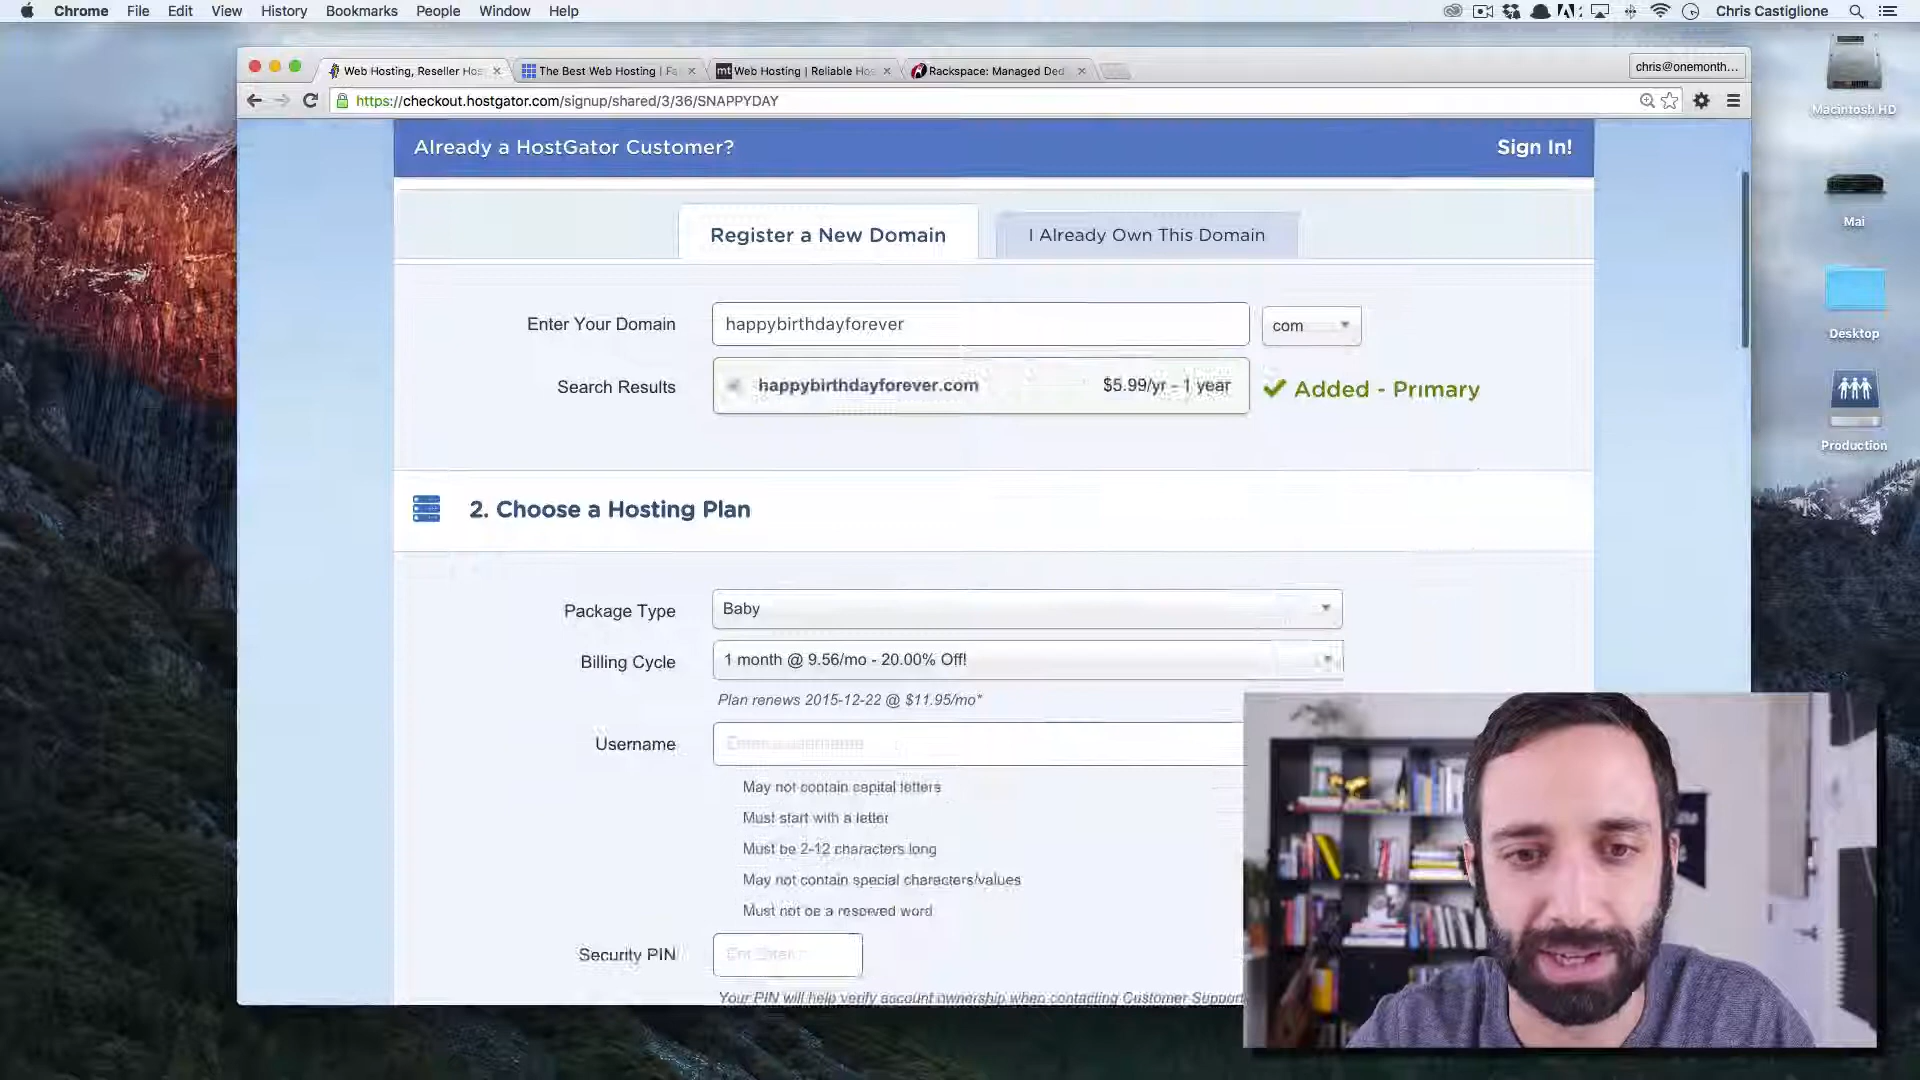 Chrome File Edit View History Bookmarks People Window Help Chris Castiglione
Web Hosting, Reseller Hos
The Best Web Hosting | Fa
mt Web Hosting | Reliable Hos
Rackspace: Managed Ded
chris@onemonth...
https://checkout.hostgator.com/signup/shared/3/36/SNAPPYDAY
Macintosh HD
Already a HostGator Customer? Sign In!
Mai
Register a New Domain I Already Own This Domain
Enter Your Domain happybirthdayforever com
Desktop
Search Results happybirthdayforever.com $5.99/yr - 1 year Added - Primary
Production
2. Choose a Hosting Plan
Package Type Baby
Billing Cycle 1 month @ 9.56/mo - 20.00% Off!
Plan renews 2015-12-22 @ $11.95/mo*
Username Enter a username
May not contain capital letters
Must start with a letter
Must be 2-12 characters long
May not contain special characters/values
Must not be a reserved word
Security PIN
Your PIN will help verify account ownership when contacting Customer Support